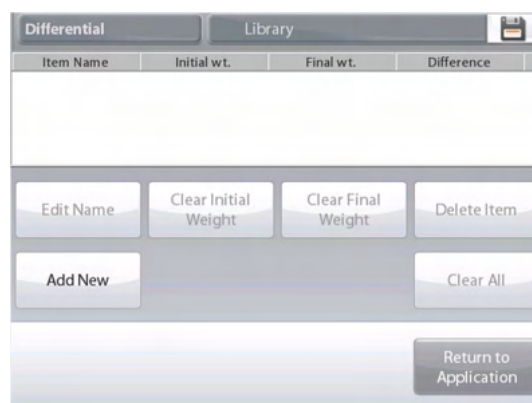 Differential Library
Item Name Initial wt. Final wt. Difference
Edit Name Clear Initial Weight Clear Final Weight Delete Item
Add New Clear All
Return to Application